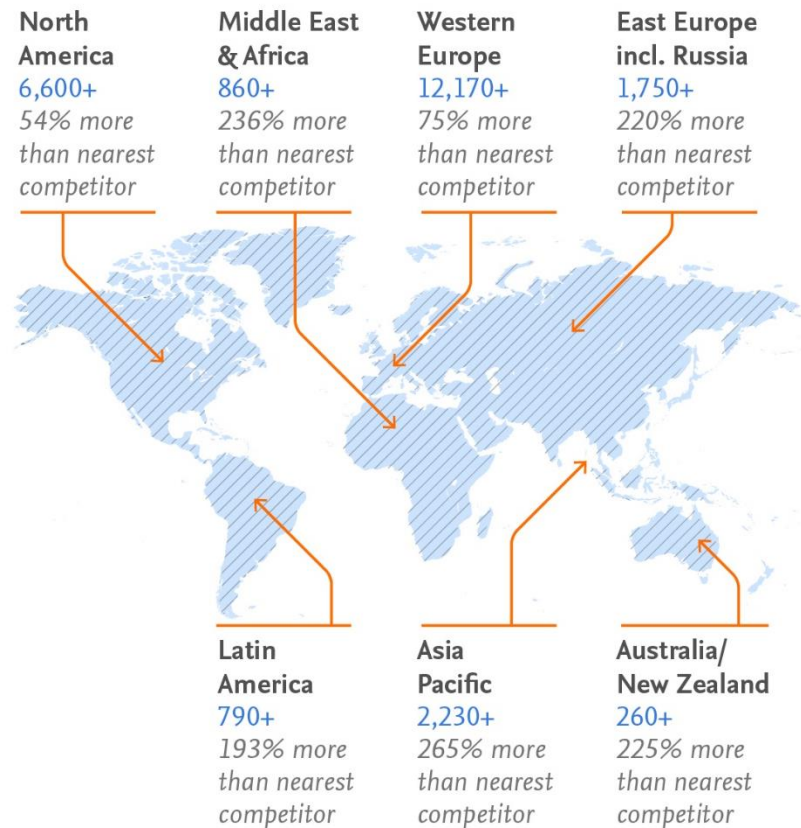 North
America
6,600+
54% more
than nearest
competitor
Middle East
& Africa
860+
236% more
than nearest
competitor
Western
Europe
12,170+
75% more
than nearest
competitor
East Europe
incl. Russia
1,750+
220% more
than nearest
competitor
Latin
America
790+
193% more
than nearest
competitor
Asia
Pacific
2,230+
265% more
than nearest
competitor
Australia/
New Zealand
260+
225% more
than nearest
competitor